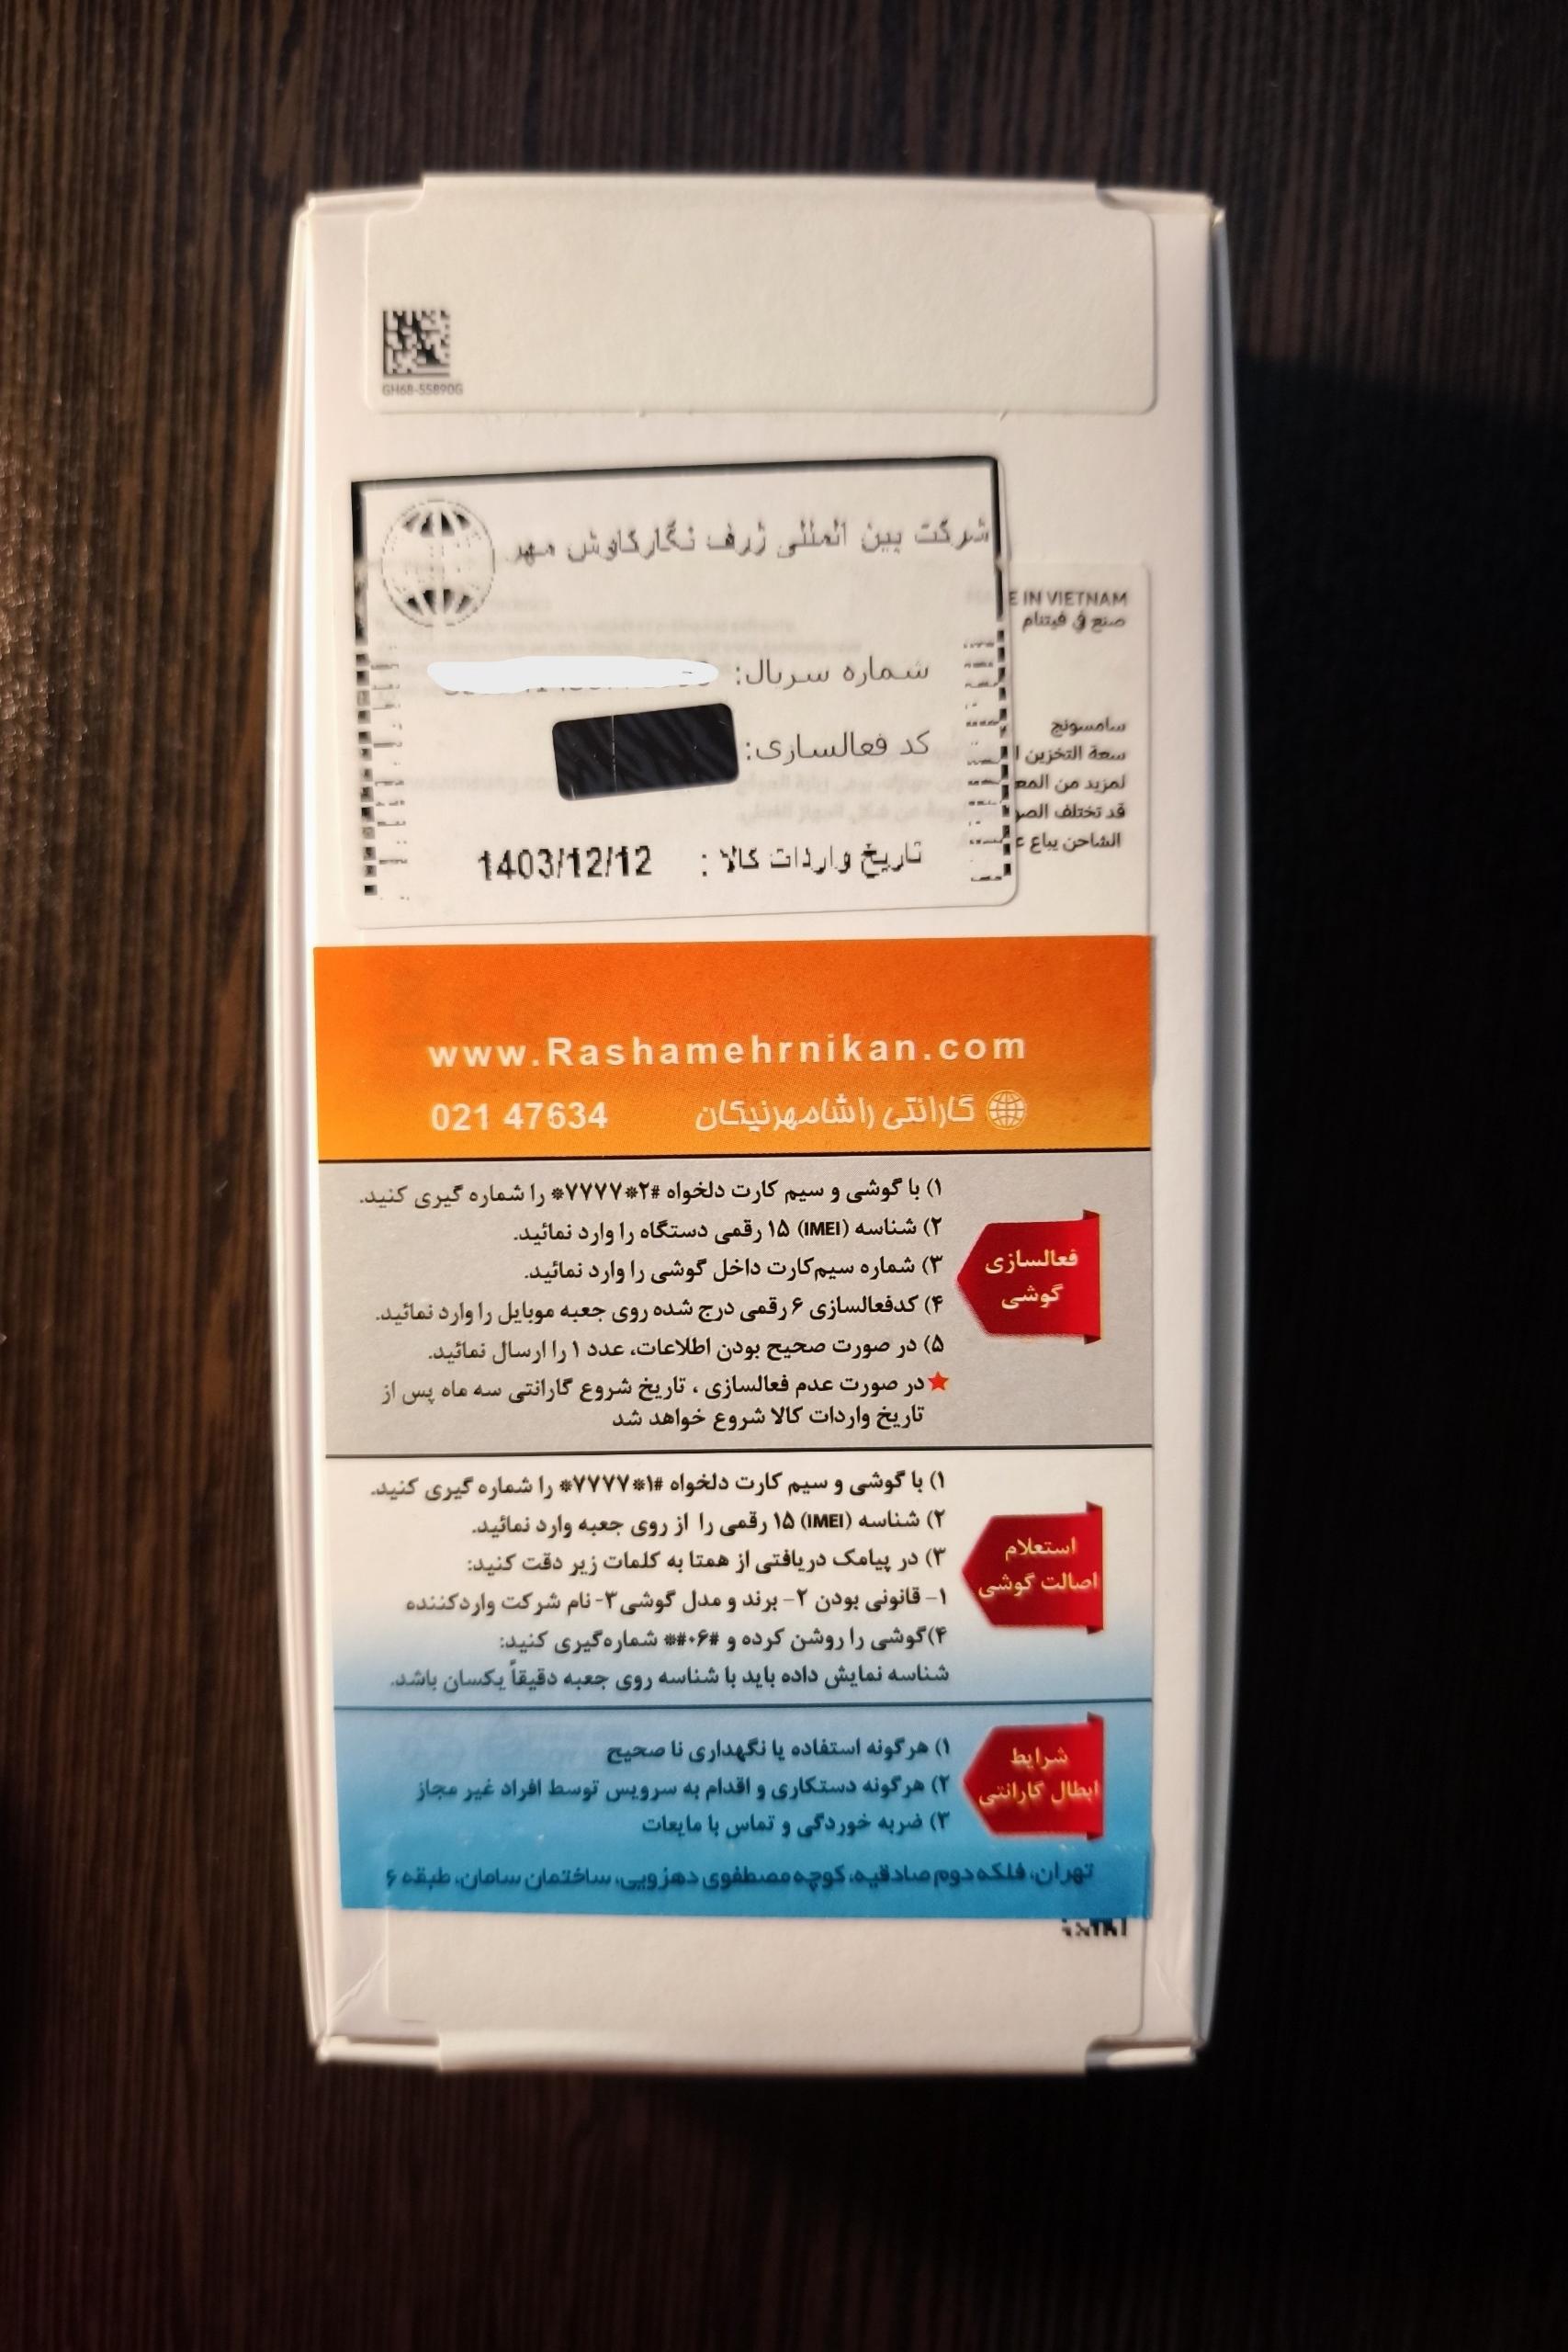 GH68-55890G
شرکت بین المللی ژرف نگار کاوش مهر
E IN VIETNAM
صنع في فيتنام
شماره سریال:
کد فعالسازی:
تاریخ واردات کالا : 1403/12/12
سامسونج
سعة التخزين
لمزيد من
قد تختلف
الشاحن يباع
www.Rashamehrnikan.com
گارانتی راشامهرنیکان 021 47634
فعالسازی
گوشی
۱) با گوشی و سیم کارت دلخواه #۲*۷۷۷۷* را شماره گیری کنید.
۲) شناسه (IMEI) ۱۵ رقمی دستگاه را وارد نمائید.
۳) شماره سیم‌کارت داخل گوشی را وارد نمائید.
۴) کدفعالسازی ۶ رقمی درج شده روی جعبه موبایل را وارد نمائید.
۵) در صورت صحیح بودن اطلاعات، عدد ۱ را ارسال نمائید.
★در صورت عدم فعالسازی ، تاریخ شروع گارانتی سه ماه پس از
تاریخ واردات کالا شروع خواهد شد
استعلام
اصالت گوشی
۱) با گوشی و سیم کارت دلخواه #۱*۷۷۷۷* را شماره گیری کنید.
۲) شناسه (IMEI) ۱۵ رقمی را از روی جعبه وارد نمائید.
۳) در پیامک دریافتی از همتا به کلمات زیر دقت کنید:
۱- قانونی بودن ۲- برند و مدل گوشی ۳- نام شرکت واردکننده
۴)گوشی را روشن کرده و #۰۶#* شماره‌گیری کنید:
شناسه نمایش داده باید با شناسه روی جعبه دقیقاً یکسان باشد.
شرایط
ابطال گارانتی
۱) هرگونه استفاده یا نگهداری نا صحیح
۲) هرگونه دستکاری و اقدام به سرویس توسط افراد غیر مجاز
۳) ضربه خوردگی و تماس با مایعات
تهران، فلکه دوم صادقیه، کوچه مصطفوی دهزویی، ساختمان سامان، طبقه ۶